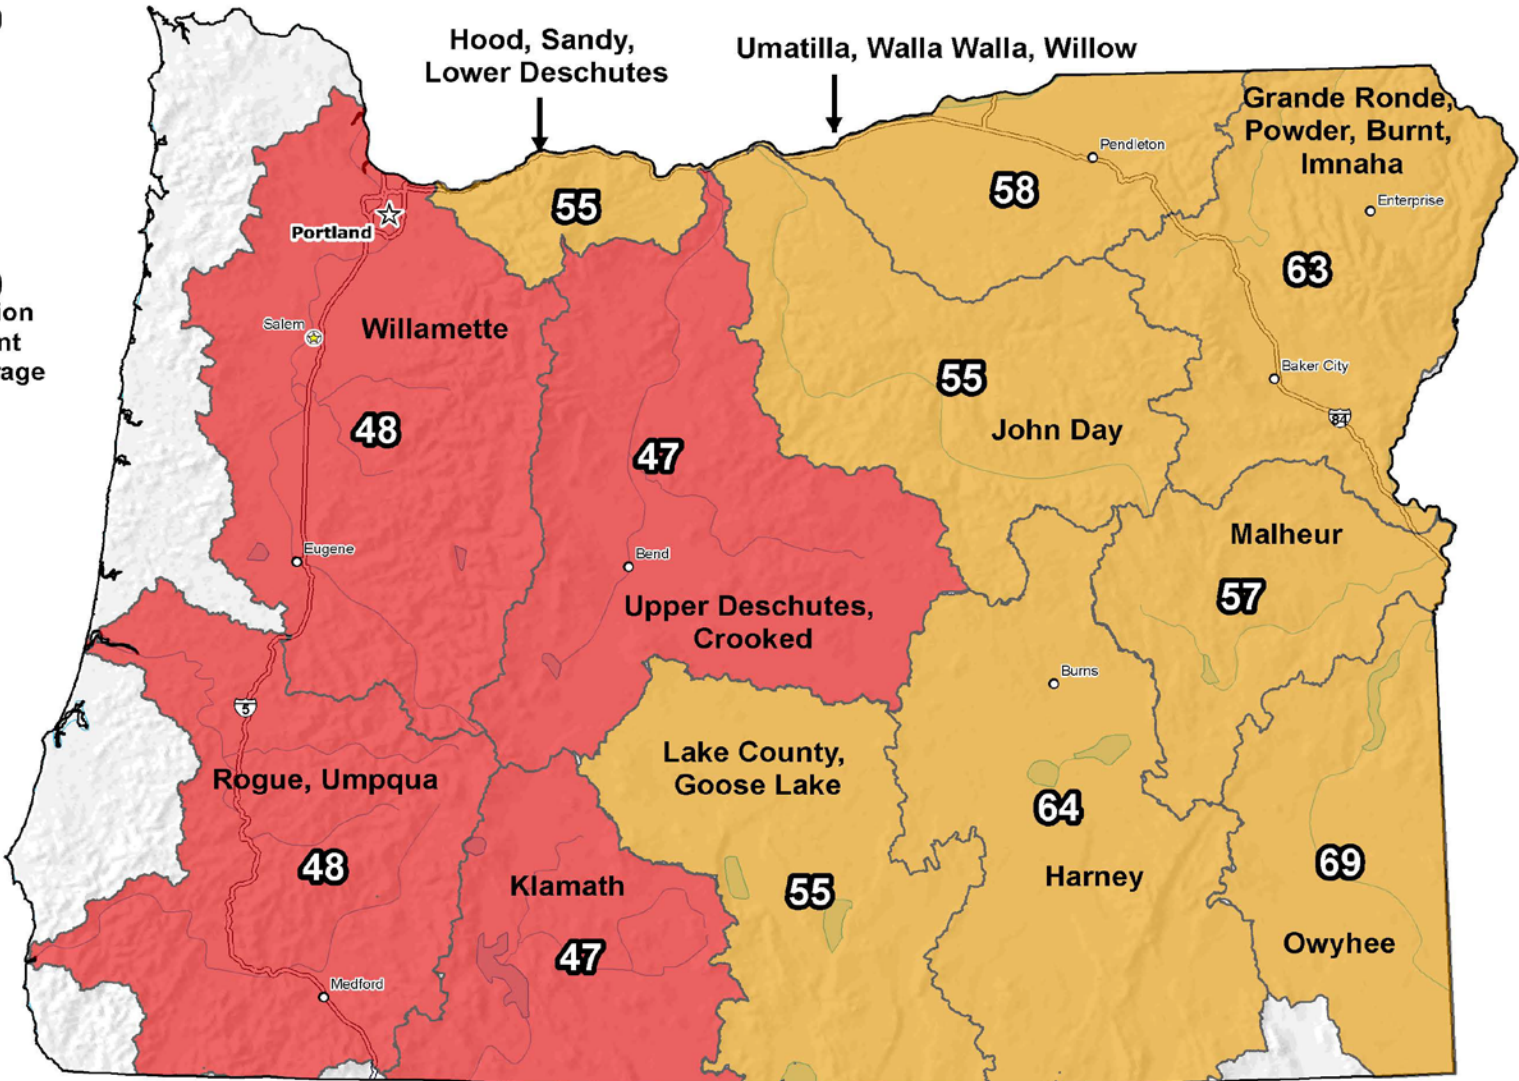 Hood, Sandy,
Lower Deschutes
Umatilla, Walla Walla, Willow
Grande Ronde,
Powder, Burnt,
Imnaha
Pendleton
Enterprise
55
58
63
Portland
Salem
Willamette
48
47
55
John Day
Baker City
84
Eugene
Bend
Upper Deschutes,
Crooked
Malheur
57
Burns
5
Rogue, Umpqua
48
Lake County,
Goose Lake
55
64
Harney
69
Owyhee
Klamath
47
Medford